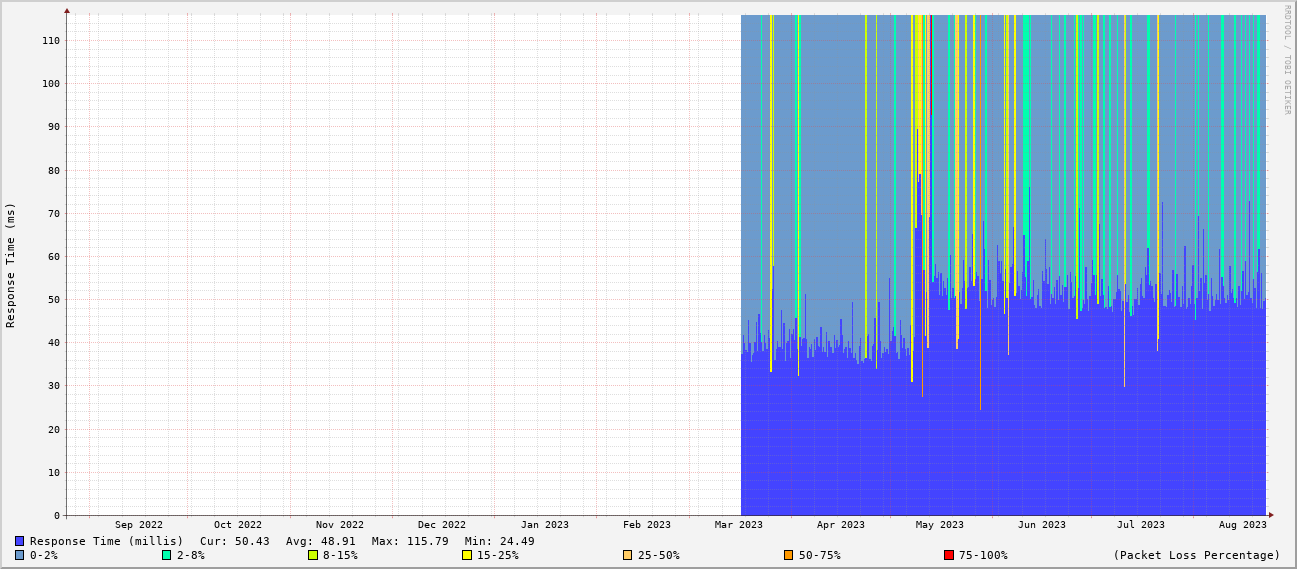 RRDTOOL / TOBI OETIKER
Response Time (ms)
110
100
90
80
70
60
50
40
30
20
10
0
Sep 2022 Oct 2022 Nov 2022 Dec 2022 Jan 2023 Feb 2023 Mar 2023 Apr 2023 May 2023 Jun 2023 Jul 2023 Aug 2023
Response Time (millis) Cur: 50.43 Avg: 48.91 Max: 115.79 Min: 24.49
0-2% 2-8% 8-15% 15-25% 25-50% 50-75% 75-100% (Packet Loss Percentage)